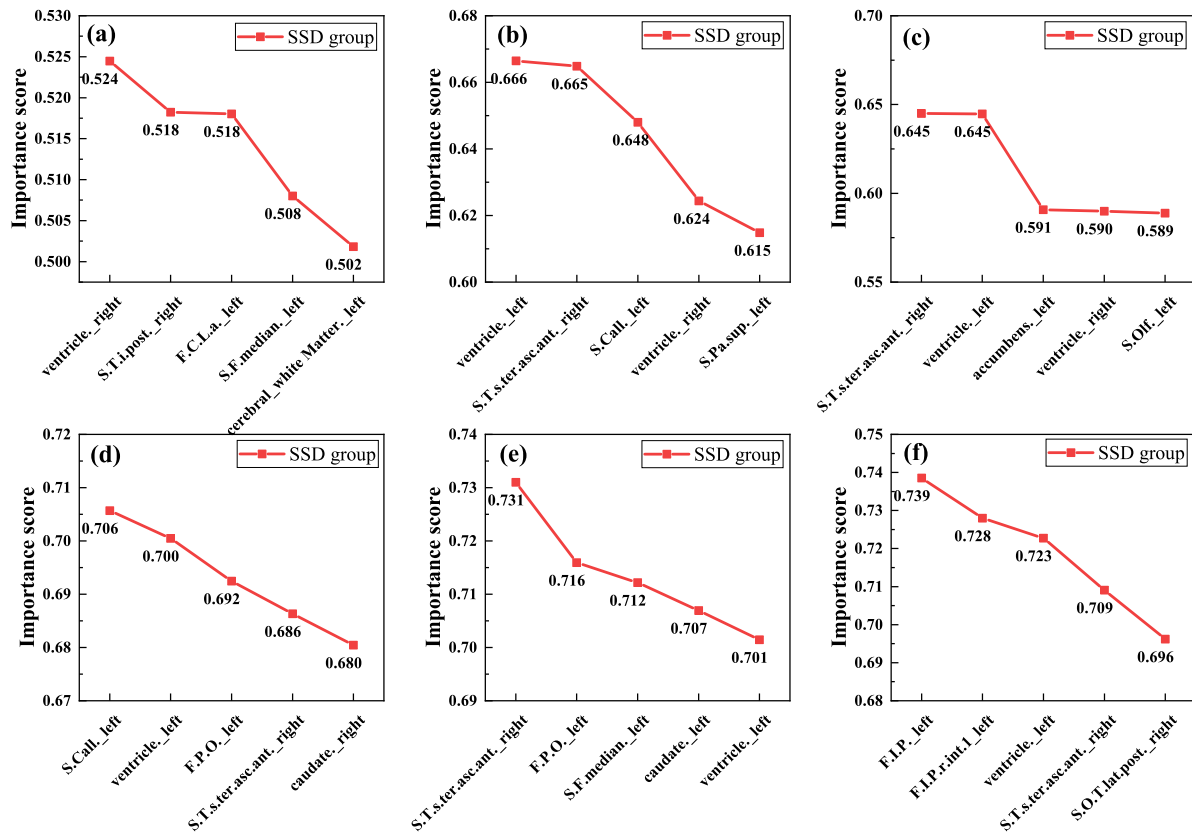 (a)
SSD group
Importance score
0.530
0.525
0.520
0.515
0.510
0.505
0.500
0.524
0.518
0.518
0.508
0.502
ventricle._right
S.T.i.post._right
F.C.L.a._left
S.F.median._left
cerebral_white Matter._left
(b)
SSD group
Importance score
0.68
0.66
0.64
0.62
0.60
0.666
0.665
0.648
0.624
0.615
ventricle._left
S.T.s.ter.asc.ant._right
S.Call._left
ventricle._right
S.Pa.sup._left
(c)
SSD group
Importance score
0.70
0.65
0.60
0.55
0.645
0.645
0.591
0.590
0.589
S.T.s.ter.asc.ant._right
ventricle._left
accumbens._left
ventricle._right
S.Olf._left
(d)
SSD group
Importance score
0.72
0.71
0.70
0.69
0.68
0.67
0.706
0.700
0.692
0.686
0.680
S.Call._left
ventricle._left
F.P.O._left
S.T.s.ter.asc.ant._right
caudate._right
(e)
SSD group
Importance score
0.74
0.73
0.72
0.71
0.70
0.69
0.731
0.716
0.712
0.707
0.701
S.T.s.ter.asc.ant._right
F.P.O._left
S.F.median._left
caudate._left
ventricle._left
(f)
SSD group
Importance score
0.75
0.74
0.73
0.72
0.71
0.70
0.69
0.68
0.739
0.728
0.723
0.709
0.696
F.I.P._left
F.I.P.r.int.1_left
ventricle._left
S.T.s.ter.asc.ant._right
S.O.T.lat.post._right